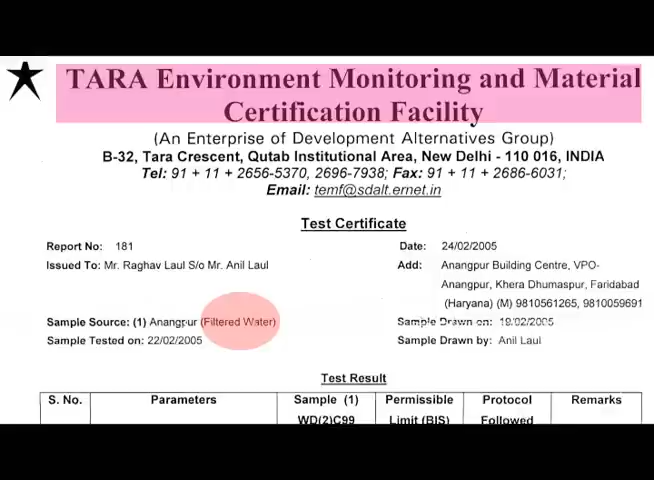 TARA Environment Monitoring and Material
Certification Facility
(An Enterprise of Development Alternatives Group)
B-32, Tara Crescent, Qutab Institutional Area, New Delhi - 110 016, INDIA
Tel: 91 + 11 + 2656-5370, 2696-7938; Fax: 91 + 11 + 2686-6031;
Email: temf@sdalt.ernet.in
Test Certificate
Report No: 181 Date: 24/02/2005
Issued To: Mr. Raghav Laul S/o Mr. Anil Laul Add: Anangpur Building Centre, VPO-
Anangpur, Khera Dhumaspur, Faridabad
(Haryana) (M) 9810561265, 9810059691
Sample Source: (1) Anangpur (Filtered Water) Sample Drawn on: 19/02/2005
Sample Tested on: 22/02/2005 Sample Drawn by: Anil Laul
Test Result
S. No. Parameters Sample (1) Permissible Protocol Remarks
WD(2)C99 Limit (BIS) Followed